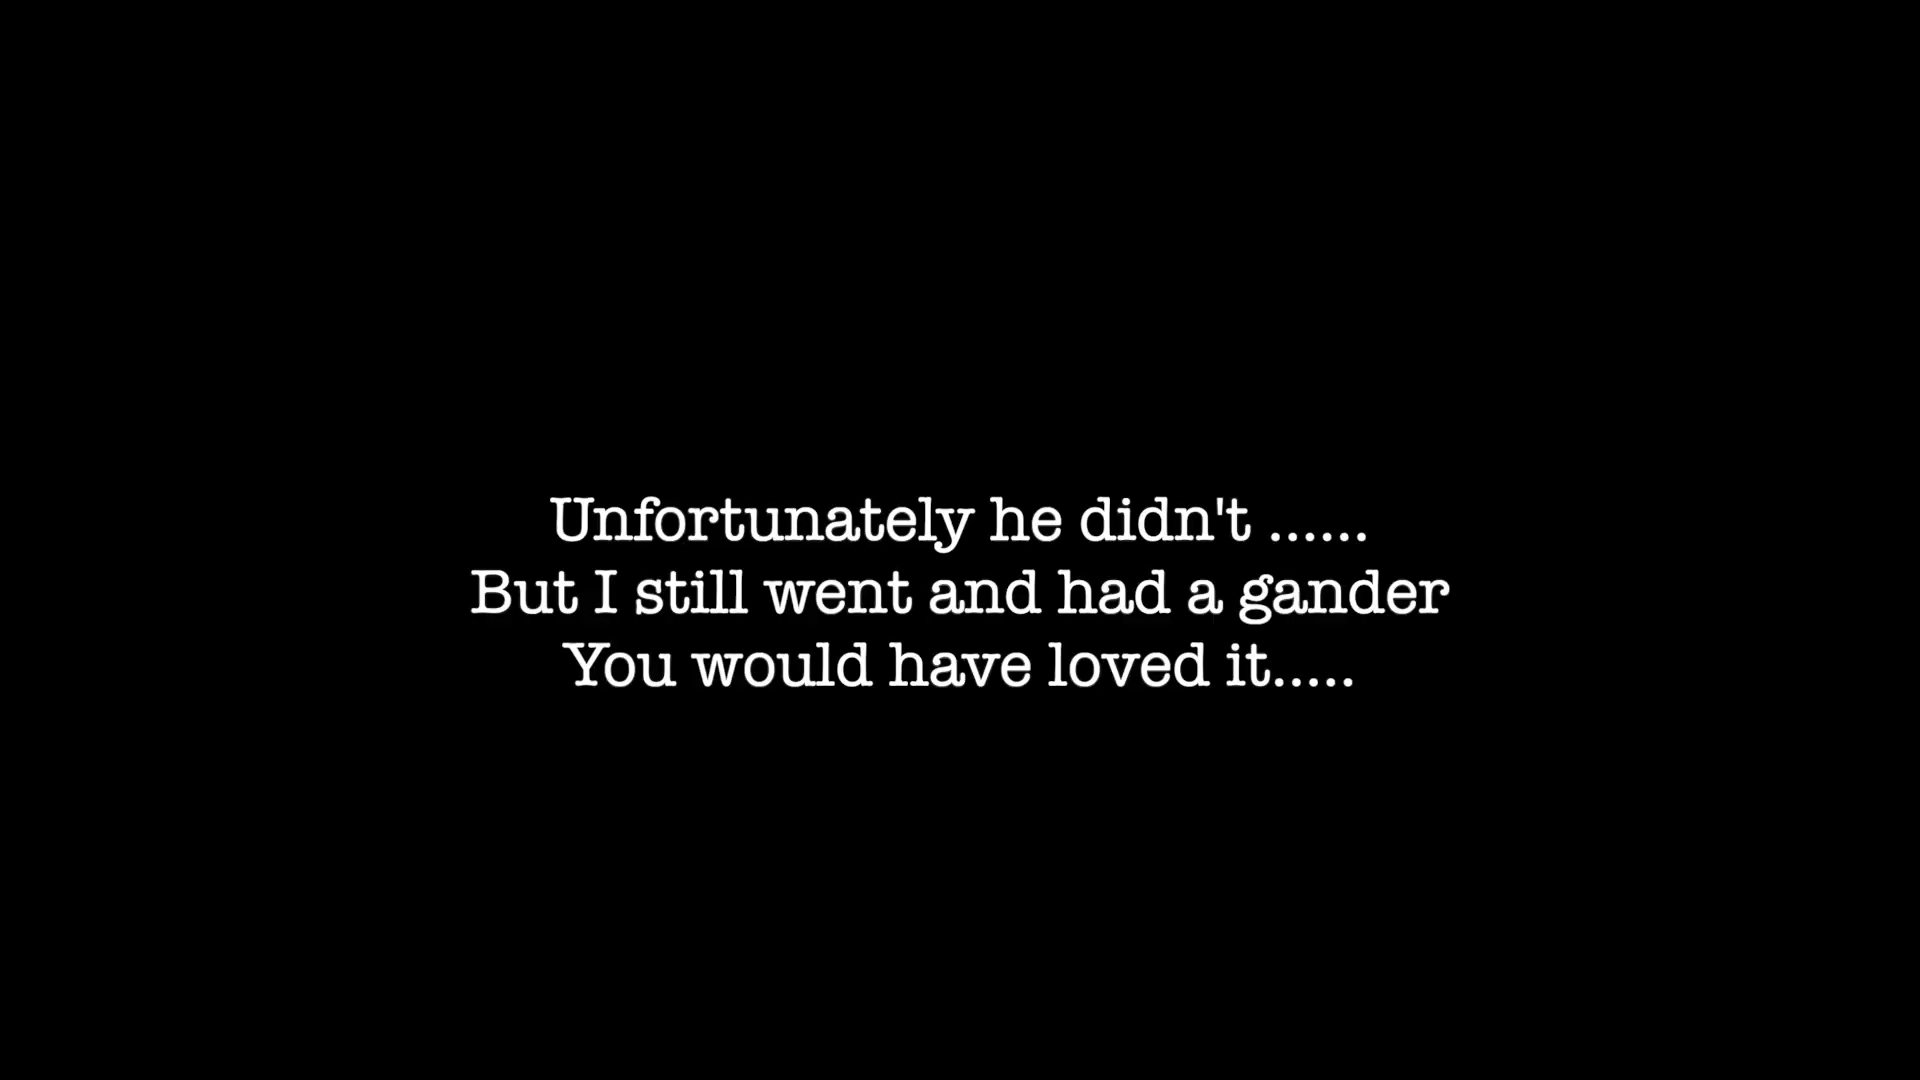 Unfortunately he didn't ......
But I still went and had a gander
You would have loved it.....